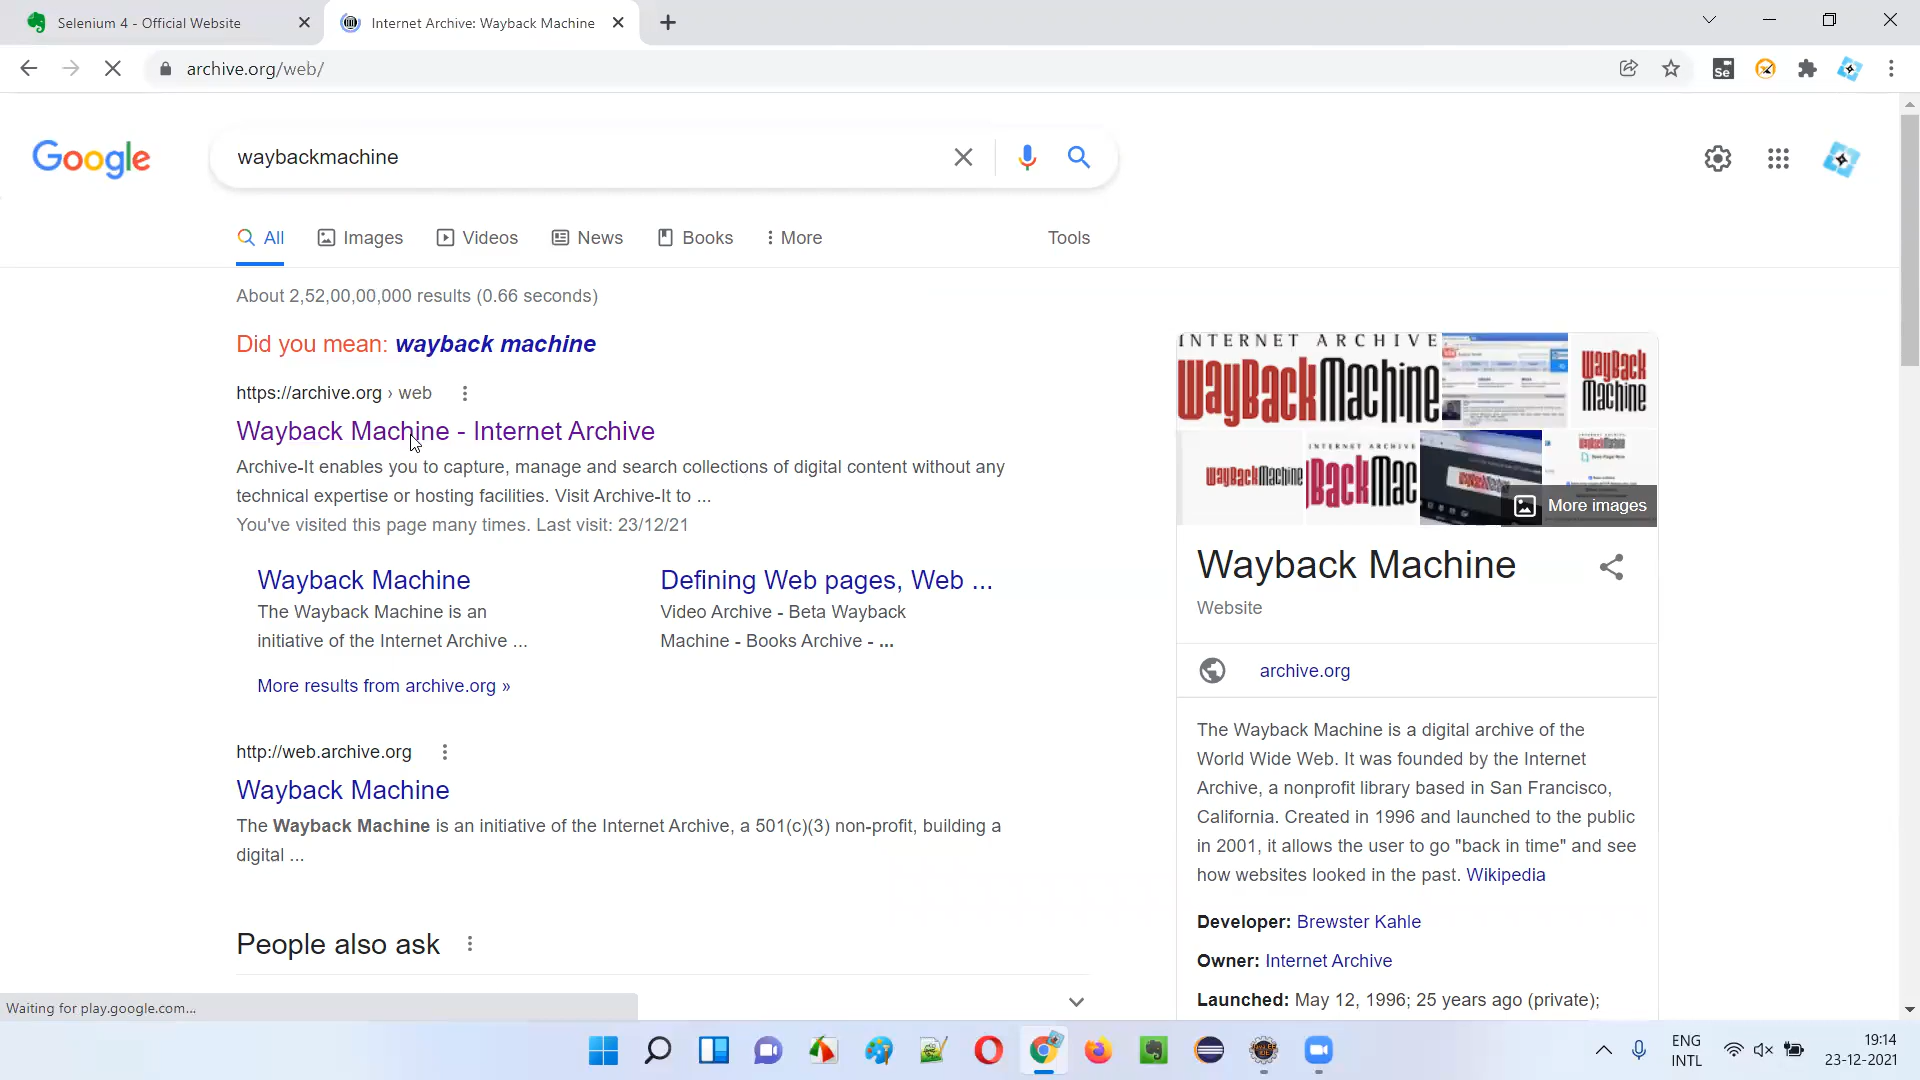 Selenium 4 - Official Website
Internet Archive: Wayback Machine
archive.org/web/
Se
Google
waybackmachine
All
Images
Videos
News
Books
More
Tools
About 2,52,00,00,000 results (0.66 seconds)
Did you mean: wayback machine
https://archive.org › web
Wayback Machine - Internet Archive
Archive-It enables you to capture, manage and search collections of digital content without any
technical expertise or hosting facilities. Visit Archive-It to ...
You've visited this page many times. Last visit: 23/12/21
Wayback Machine
The Wayback Machine is an
initiative of the Internet Archive ...
Defining Web pages, Web ...
Video Archive - Beta Wayback
Machine - Books Archive - ...
More results from archive.org »
http://web.archive.org
Wayback Machine
The Wayback Machine is an initiative of the Internet Archive, a 501(c)(3) non-profit, building a
digital ...
People also ask
INTERNET ARCHIVE
WayBackMachine
WayBack
Machine
WayBackMachine
INTERNET ARCHIVE
BackMac
More images
Wayback Machine
Website
archive.org
The Wayback Machine is a digital archive of the
World Wide Web. It was founded by the Internet
Archive, a nonprofit library based in San Francisco,
California. Created in 1996 and launched to the public
in 2001, it allows the user to go "back in time" and see
how websites looked in the past. Wikipedia
Developer: Brewster Kahle
Owner: Internet Archive
Launched: May 12, 1996; 25 years ago (private);
Waiting for play.google.com...
ENG
INTL
19:14
23-12-2021